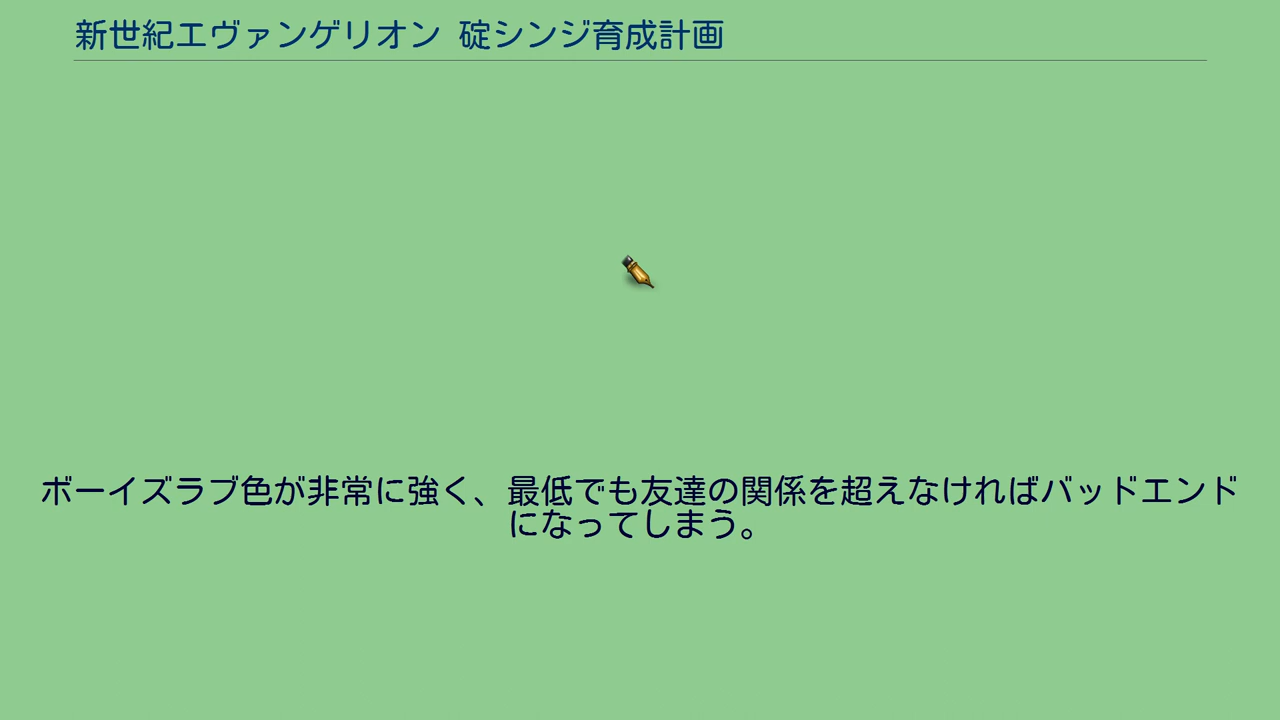 新世紀エヴァンゲリオン 碇シンジ育成計画
ボーイズラブ色が非常に強く、最低でも友達の関係を超えなければバッドエンド
になってしまう。